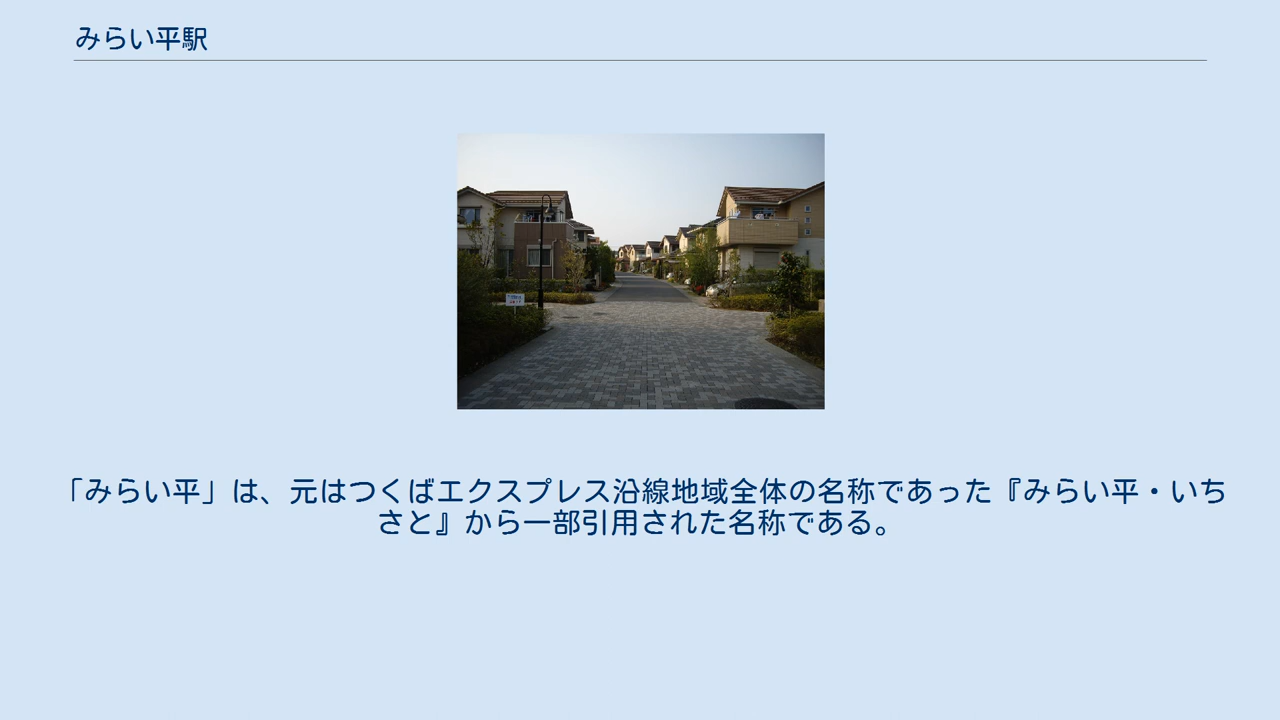 みらい平駅
「みらい平」は、元はつくばエクスプレス沿線地域全体の名称であった『みらい平・いち
さと』から一部引用された名称である。